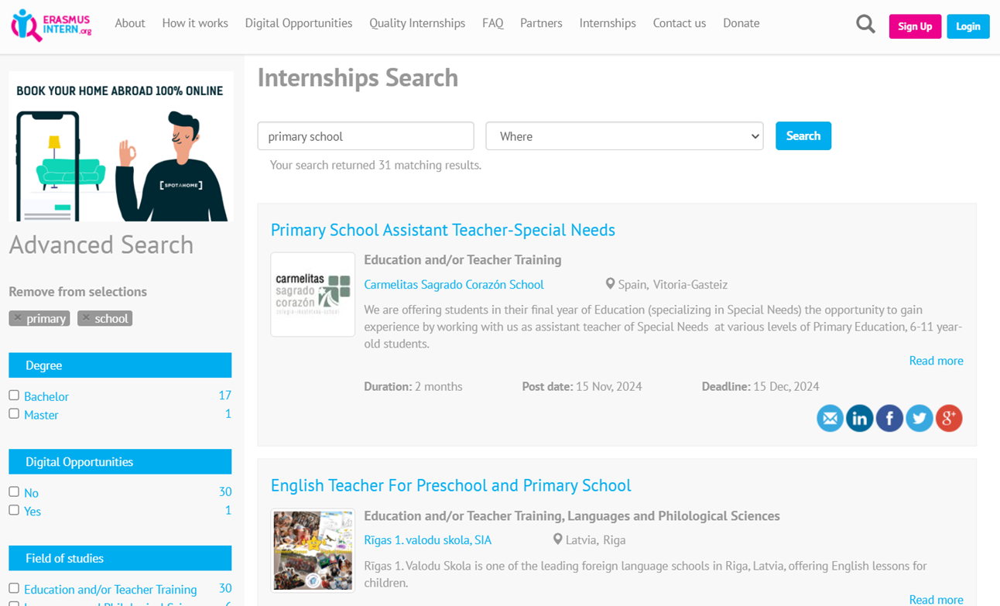 ERASMUS
INTERN.org
About How it works Digital Opportunities Quality Internships FAQ Partners Internships Contact us Donate
Sign Up Login
BOOK YOUR HOME ABROAD 100% ONLINE
[SPOTAHOME]
Advanced Search
Remove from selections
× primary × school
Degree
Bachelor 17
Master 1
Digital Opportunities
No 30
Yes 1
Field of studies
Education and/or Teacher Training 30
Internships Search
primary school Where Search
Your search returned 31 matching results.
Primary School Assistant Teacher-Special Needs
carmelitas
sagrado
corazón
Education and/or Teacher Training
Carmelitas Sagrado Corazón School Spain, Vitoria-Gasteiz
We are offering students in their final year of Education (specializing in Special Needs) the opportunity to gain
experience by working with us as assistant teacher of Special Needs at various levels of Primary Education, 6-11 year-
old students.
Read more
Duration: 2 months Post date: 15 Nov, 2024 Deadline: 15 Dec, 2024
in f g+
English Teacher For Preschool and Primary School
Education and/or Teacher Training, Languages and Philological Sciences
Rīgas 1. valodu skola, SIA Latvia, Riga
Rīgas 1. Valodu Skola is one of the leading foreign language schools in Riga, Latvia, offering English lessons for
children.
Read more